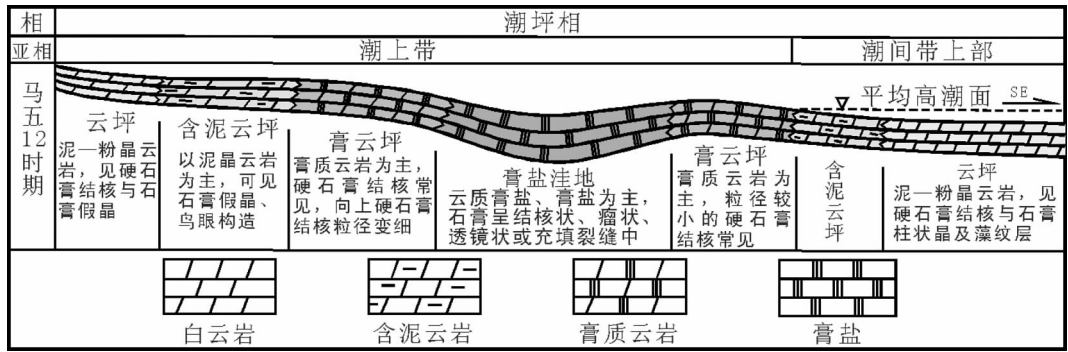 相
潮坪相
亚相
潮上带
潮间带上部
马五12时期
平均高潮面
SE
云坪
泥—粉晶云
岩，见硬石
膏结核与石
膏假晶
含泥云坪
以泥晶云岩
为主，可见
石膏假晶、
鸟眼构造
膏云坪
膏质云岩为主，
硬石膏结核常
见，向上硬石膏
结核粒径变细
膏盐洼地
云质膏盐、膏盐为主，
石膏呈结核状、瘤状、
透镜状或充填裂缝中
膏云坪
膏质云岩为
主，粒径较
小的硬石膏
结核常见
含泥云坪
云坪
泥—粉晶云岩，见
硬石膏结核与石膏
柱状晶及藻纹层
白云岩
含泥云岩
膏质云岩
膏盐